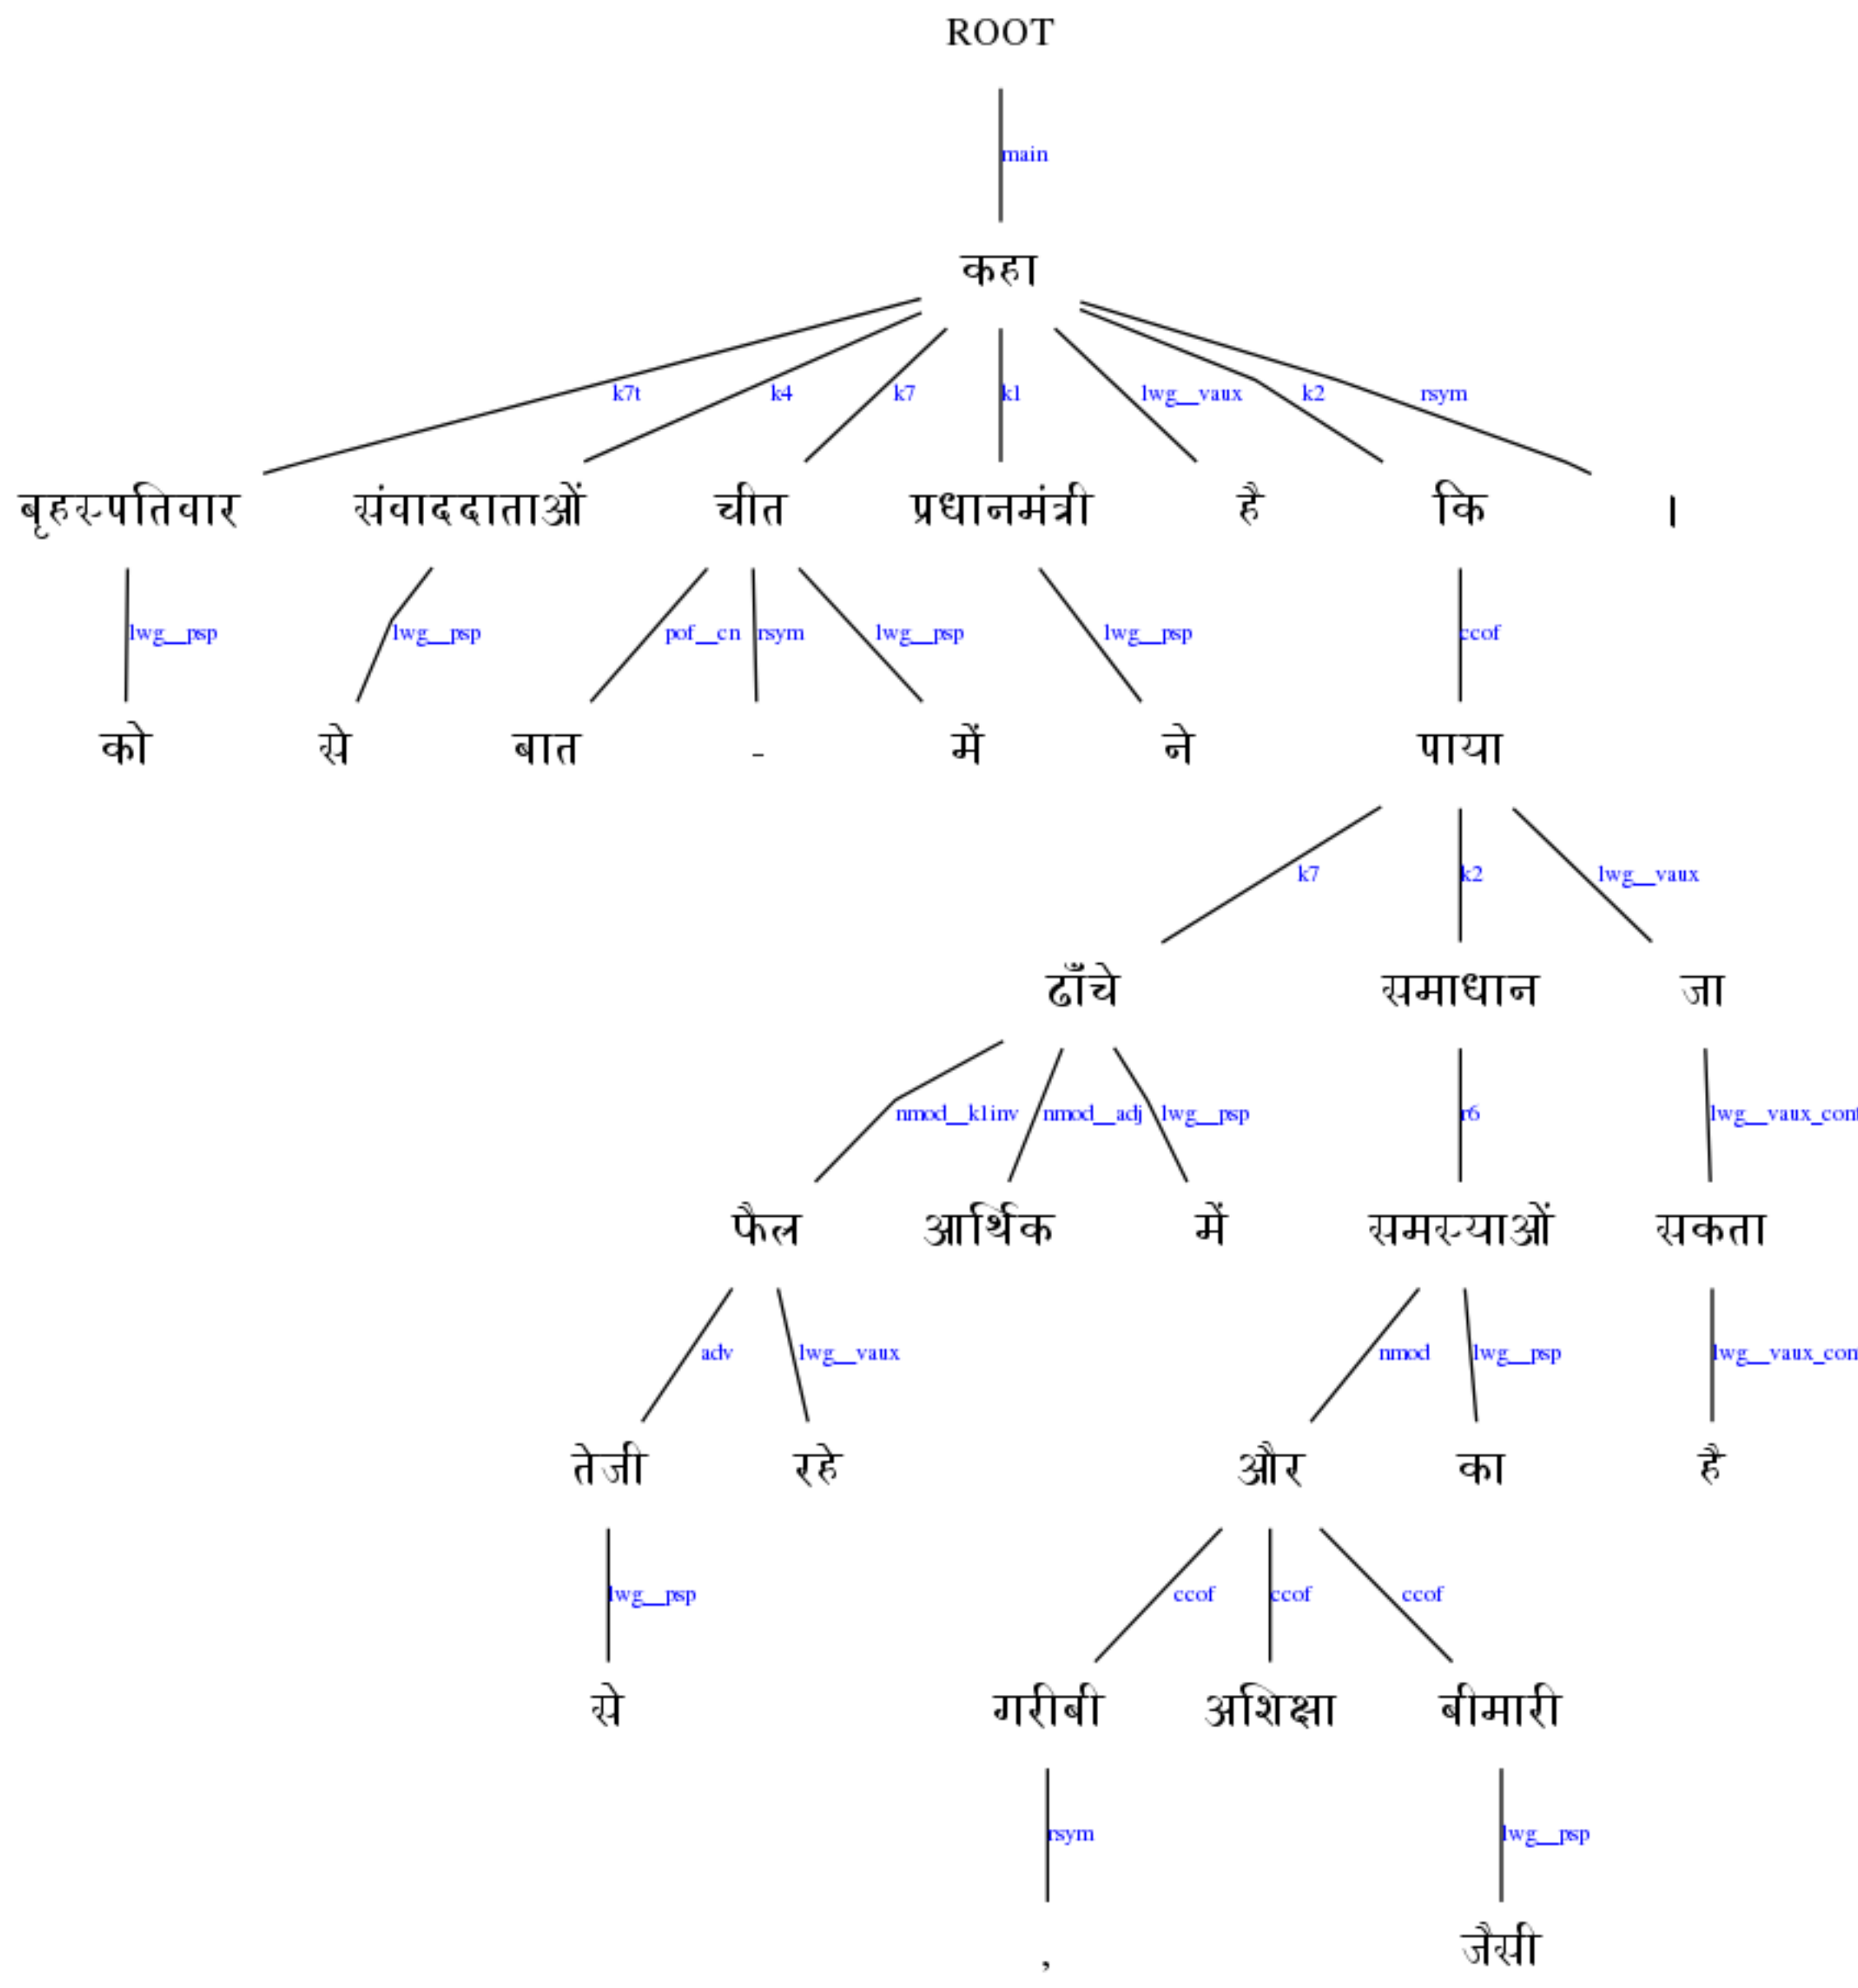 ROOT
main
कहा
k7t k4 k7 k1 lwg__vaux k2 rsym
बृहस्पतिवार संवाददाताओं चीत प्रधानमंत्री है कि ।
lwg__psp lwg__psp pof__cn rsym lwg__psp lwg__psp ccof
को से बात - में ने पाया
k7 k2 lwg__vaux
ढाँचे समाधान जा
nmod__k1inv nmod__adj lwg__psp r6 lwg__vaux_cont
फैल आर्थिक में समस्याओं सकता
adv lwg__vaux nmod lwg__psp lwg__vaux_con
तेजी रहे और का है
lwg__psp ccof ccof ccof
से गरीबी अशिक्षा बीमारी
rsym lwg__psp
, जैसी